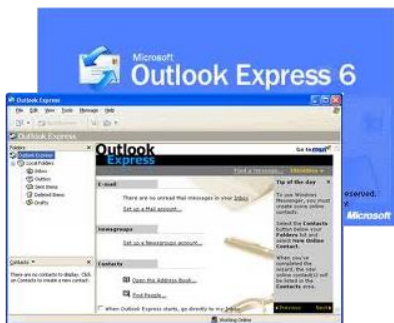 Microsoft
Outlook Express 6
Outlook Express
File Edit View Tools Message Help
Outlook Express
Folders
Outlook Express
Local Folders
Inbox
Outbox
Sent Items
Deleted Items
Drafts
Contacts
There are no contacts to display. Click
on Contacts to create a new contact.
Outlook
Express
Go to msn
Find a Message...
Identities
E-mail
There are no unread Mail messages in your Inbox
Set up a Mail account...
Newsgroups
Set up a Newsgroups account...
Contacts
Open the Address Book...
Find People...
When Outlook Express starts, go directly to my Inbox.
Tip of the day
To use Windows
Messenger, you must
create some online
contacts.
Select the Contacts
button below your
Folders list and
select New Online
Contact.
When you've
completed the
wizard, the new
online contact(s) will
be listed in the
Contacts area.
Previous Next
Working Online
eserved.
Microsoft